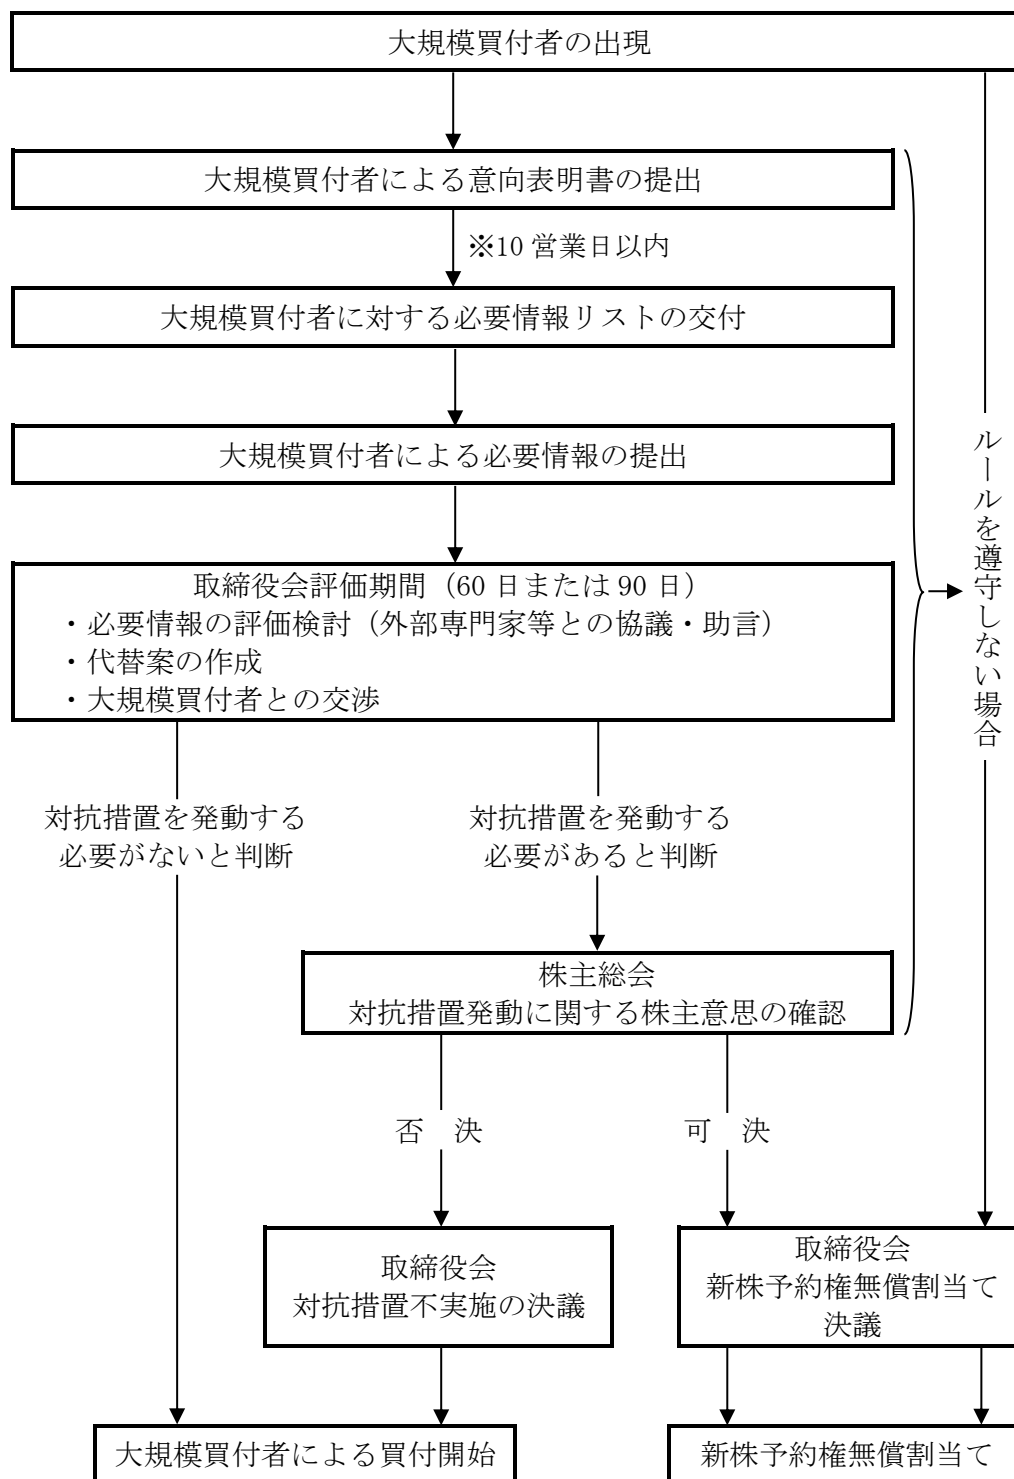 大規模買付者の出現
大規模買付者による意向表明書の提出
※10 営業日以内
大規模買付者に対する必要情報リストの交付
大規模買付者による必要情報の提出
取締役会評価期間（60 日または 90 日）
・必要情報の評価検討（外部専門家等との協議・助言）
・代替案の作成
・大規模買付者との交渉
ルールを遵守しない場合
対抗措置を発動する
必要がないと判断
対抗措置を発動する
必要があると判断
株主総会
対抗措置発動に関する株主意思の確認
否　決
可　決
取締役会
対抗措置不実施の決議
取締役会
新株予約権無償割当て
決議
大規模買付者による買付開始
新株予約権無償割当て